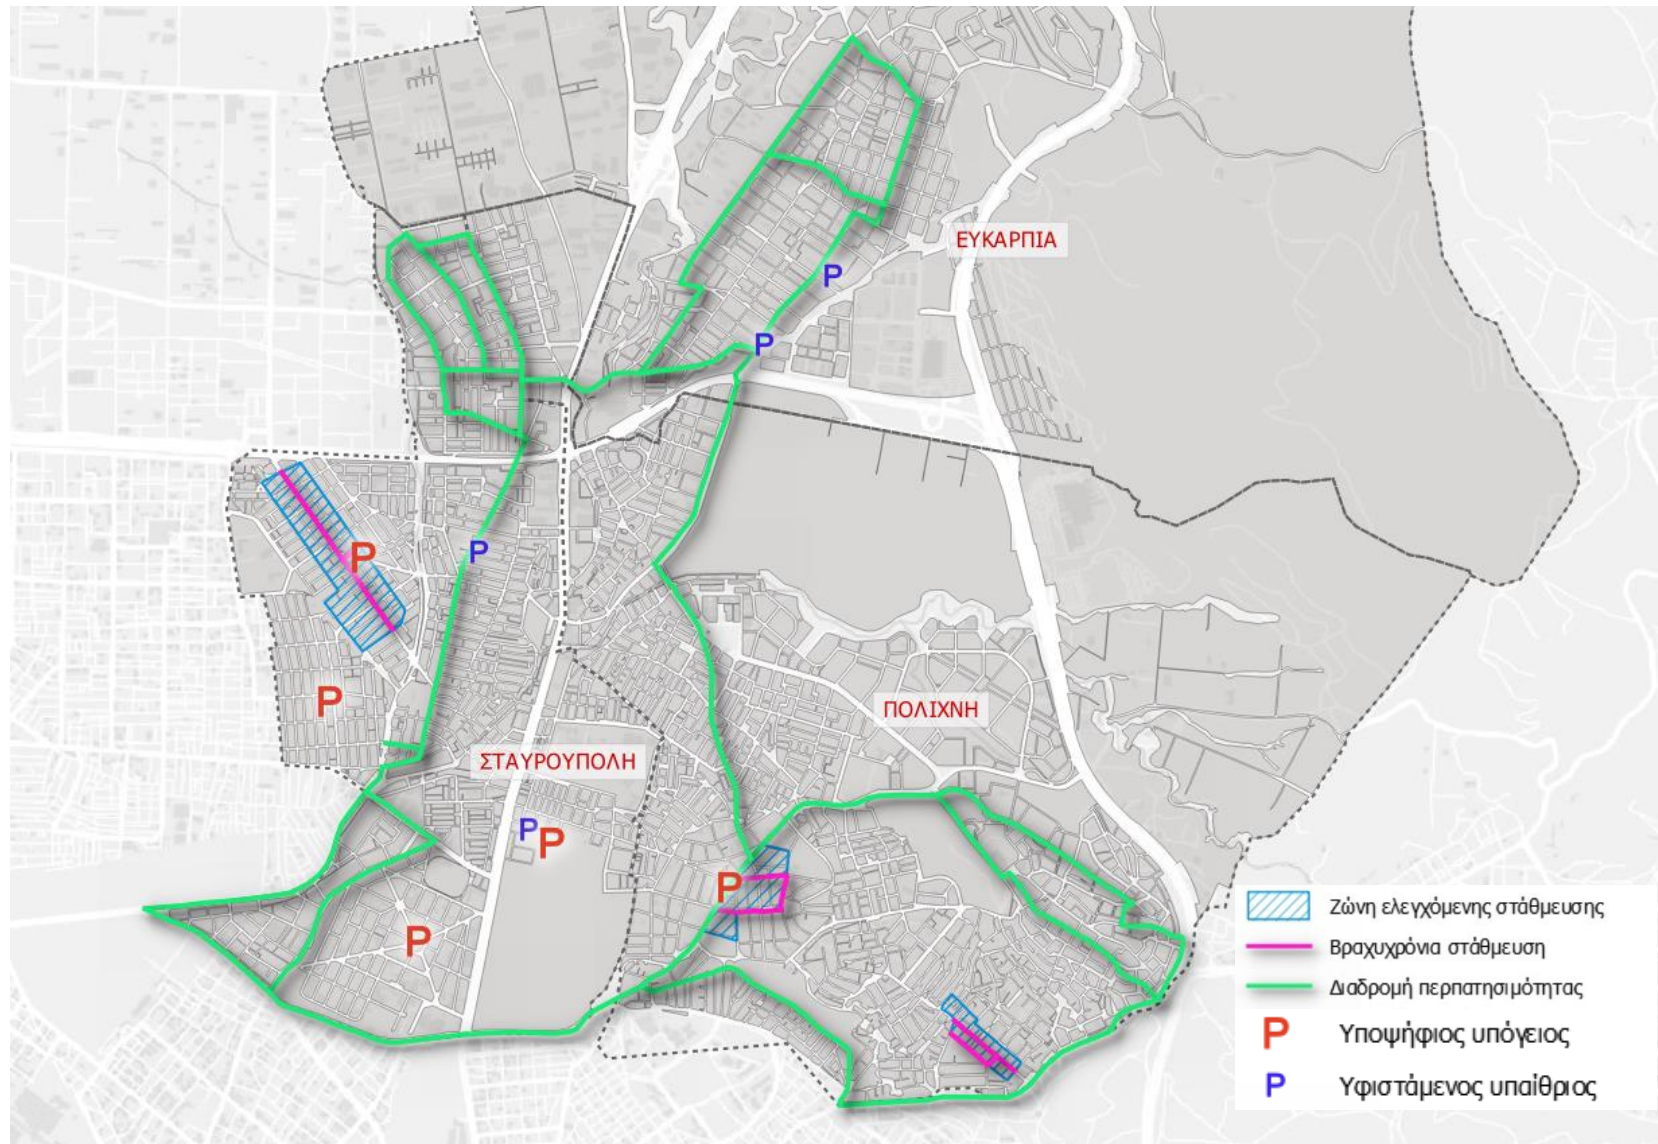 P
ΕΥΚΑΡΠΙΑ
P
P
P
P
P
ΠΟΛΙΧΝΗ
ΣΤΑΥΡΟΥΠΟΛΗ
P
P
P
P
Ζώνη ελεγχόμενης στάθμευσης
Βραχυχρόνια στάθμευση
Διαδρομή περπατησιμότητας
P Υποψήφιος υπόγειος
P Υφιστάμενος υπαίθριος